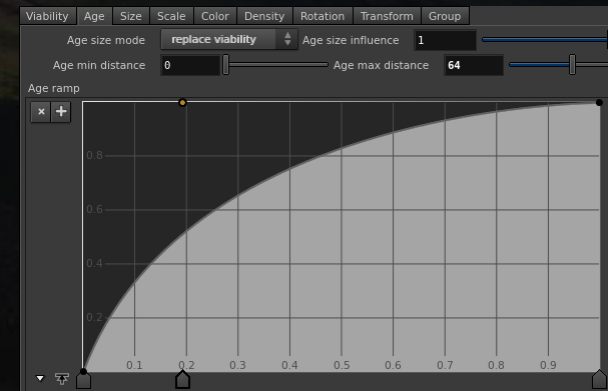 Viability Age Size Scale Color Density Rotation Transform Group
Age size mode replace viability Age size influence 1
Age min distance 0 Age max distance 64
Age ramp
0.8
0.6
0.4
0.2
0.1 0.2 0.3 0.4 0.5 0.6 0.7 0.8 0.9